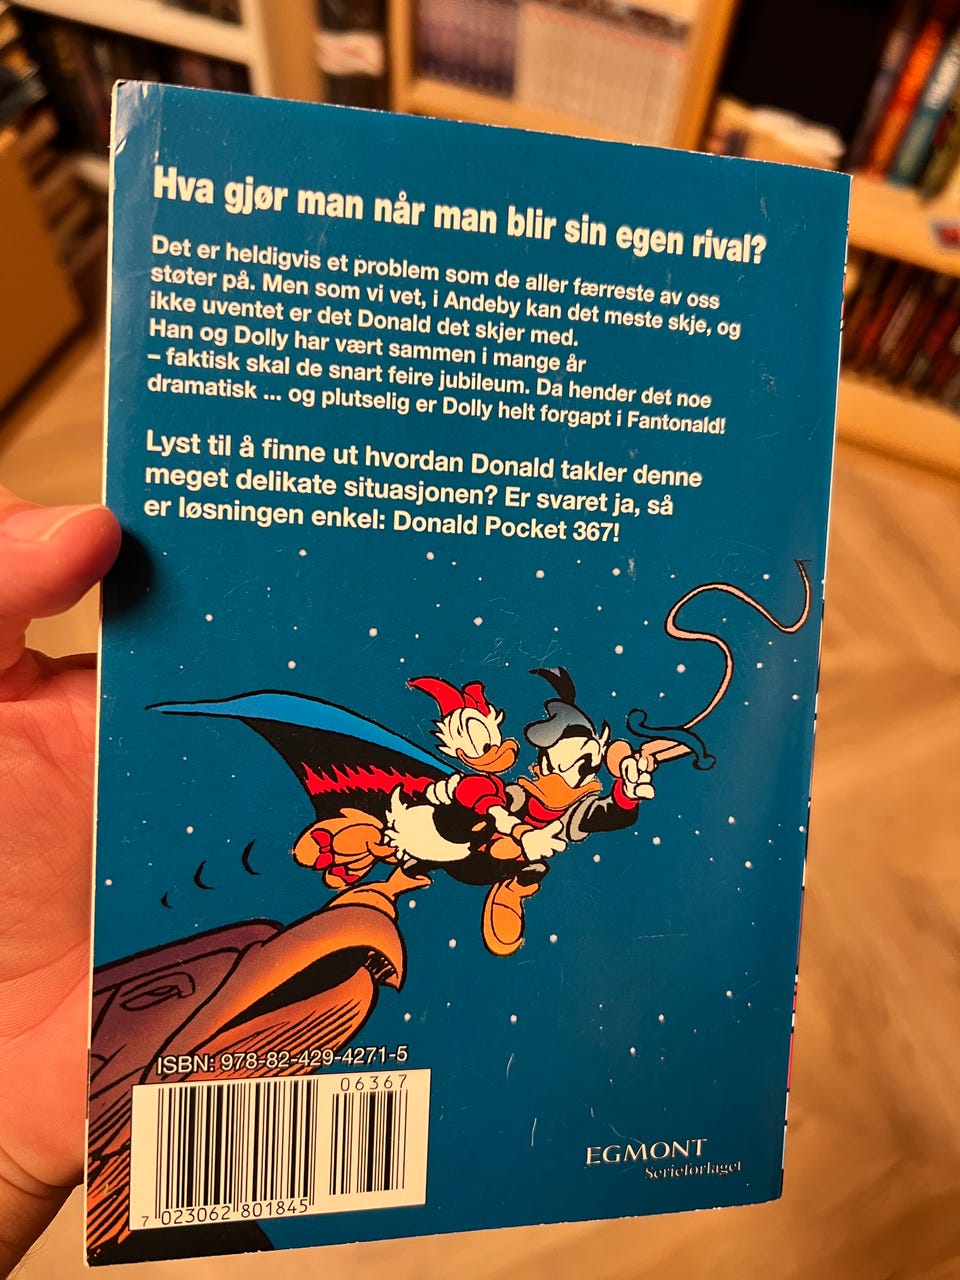 Hva gjør man når man blir sin egen rival?
Det er heldigvis et problem som de aller færreste av oss
støter på. Men som vi vet, i Andeby kan det meste skje, og
ikke uventet er det Donald det skjer med.
Han og Dolly har vært sammen i mange år
– faktisk skal de snart feire jubileum. Da hender det noe
dramatisk ... og plutselig er Dolly helt forgapt i Fantonald!
Lyst til å finne ut hvordan Donald takler denne
meget delikate situasjonen? Er svaret ja, så
er løsningen enkel: Donald Pocket 367!
ISBN: 978-82-429-4271-5
06367
7 023062 801845
EGMONT
Serieforlaget